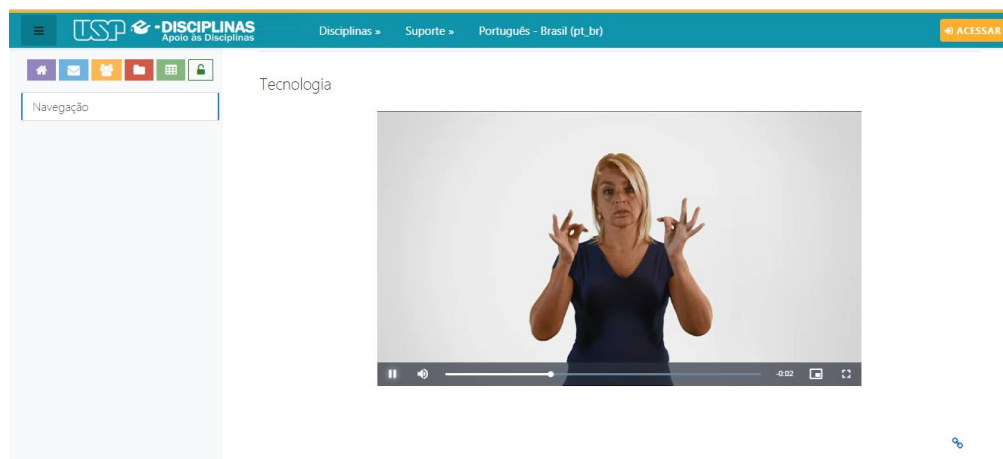 USP e-DISCIPLINAS
Apoio às Disciplinas
Disciplinas »
Suporte »
Português - Brasil (pt_br)
ACESSAR
Navegação
Tecnologia
-0:02